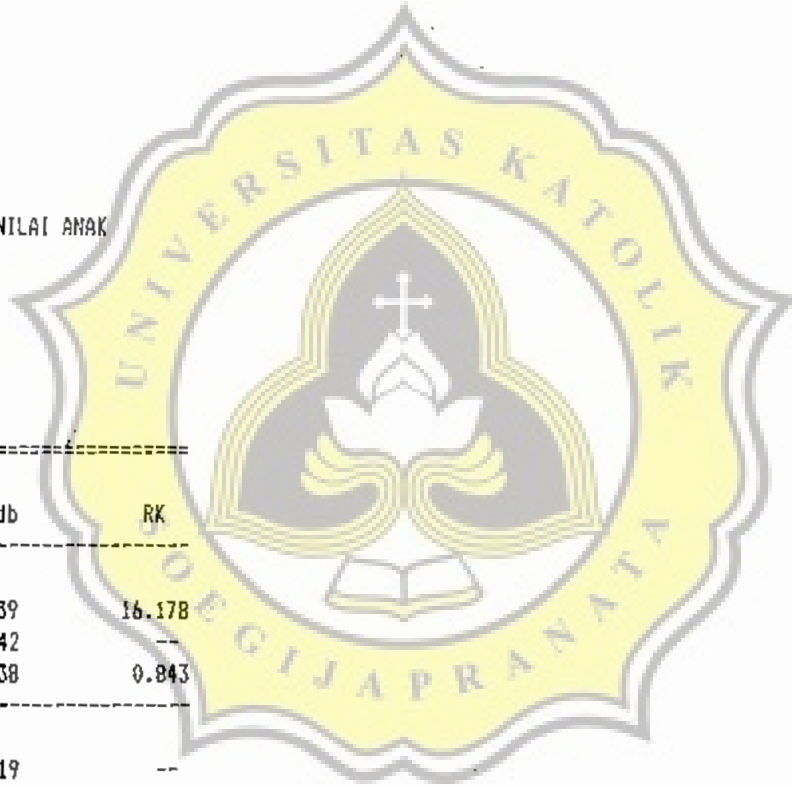 NILAI ANAK
UNIVERSITAS KATOLIK
SOEGIJAPRANATA
db RK
39 16.178
42 --
38 0.843
19 --